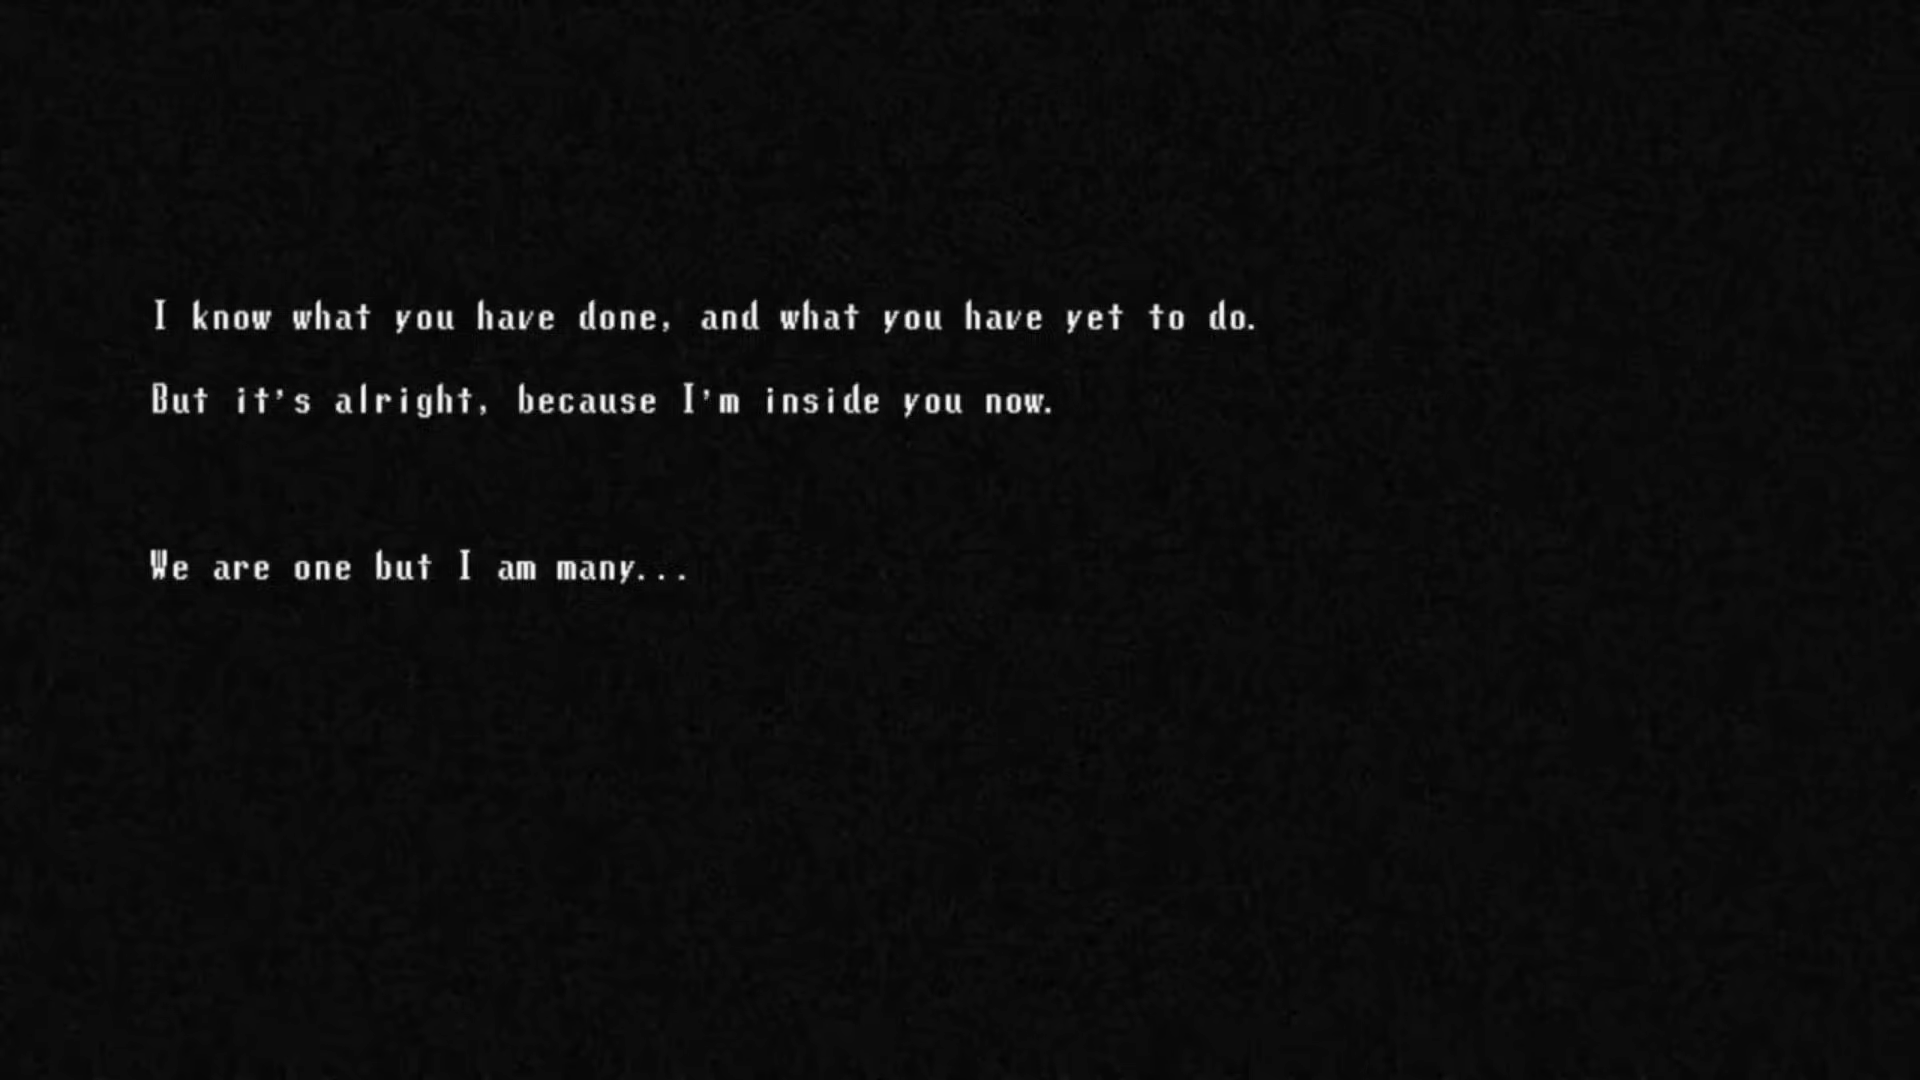 I know what you have done, and what you have yet to do.
But it's alright, because I'm inside you now.
We are one but I am many...